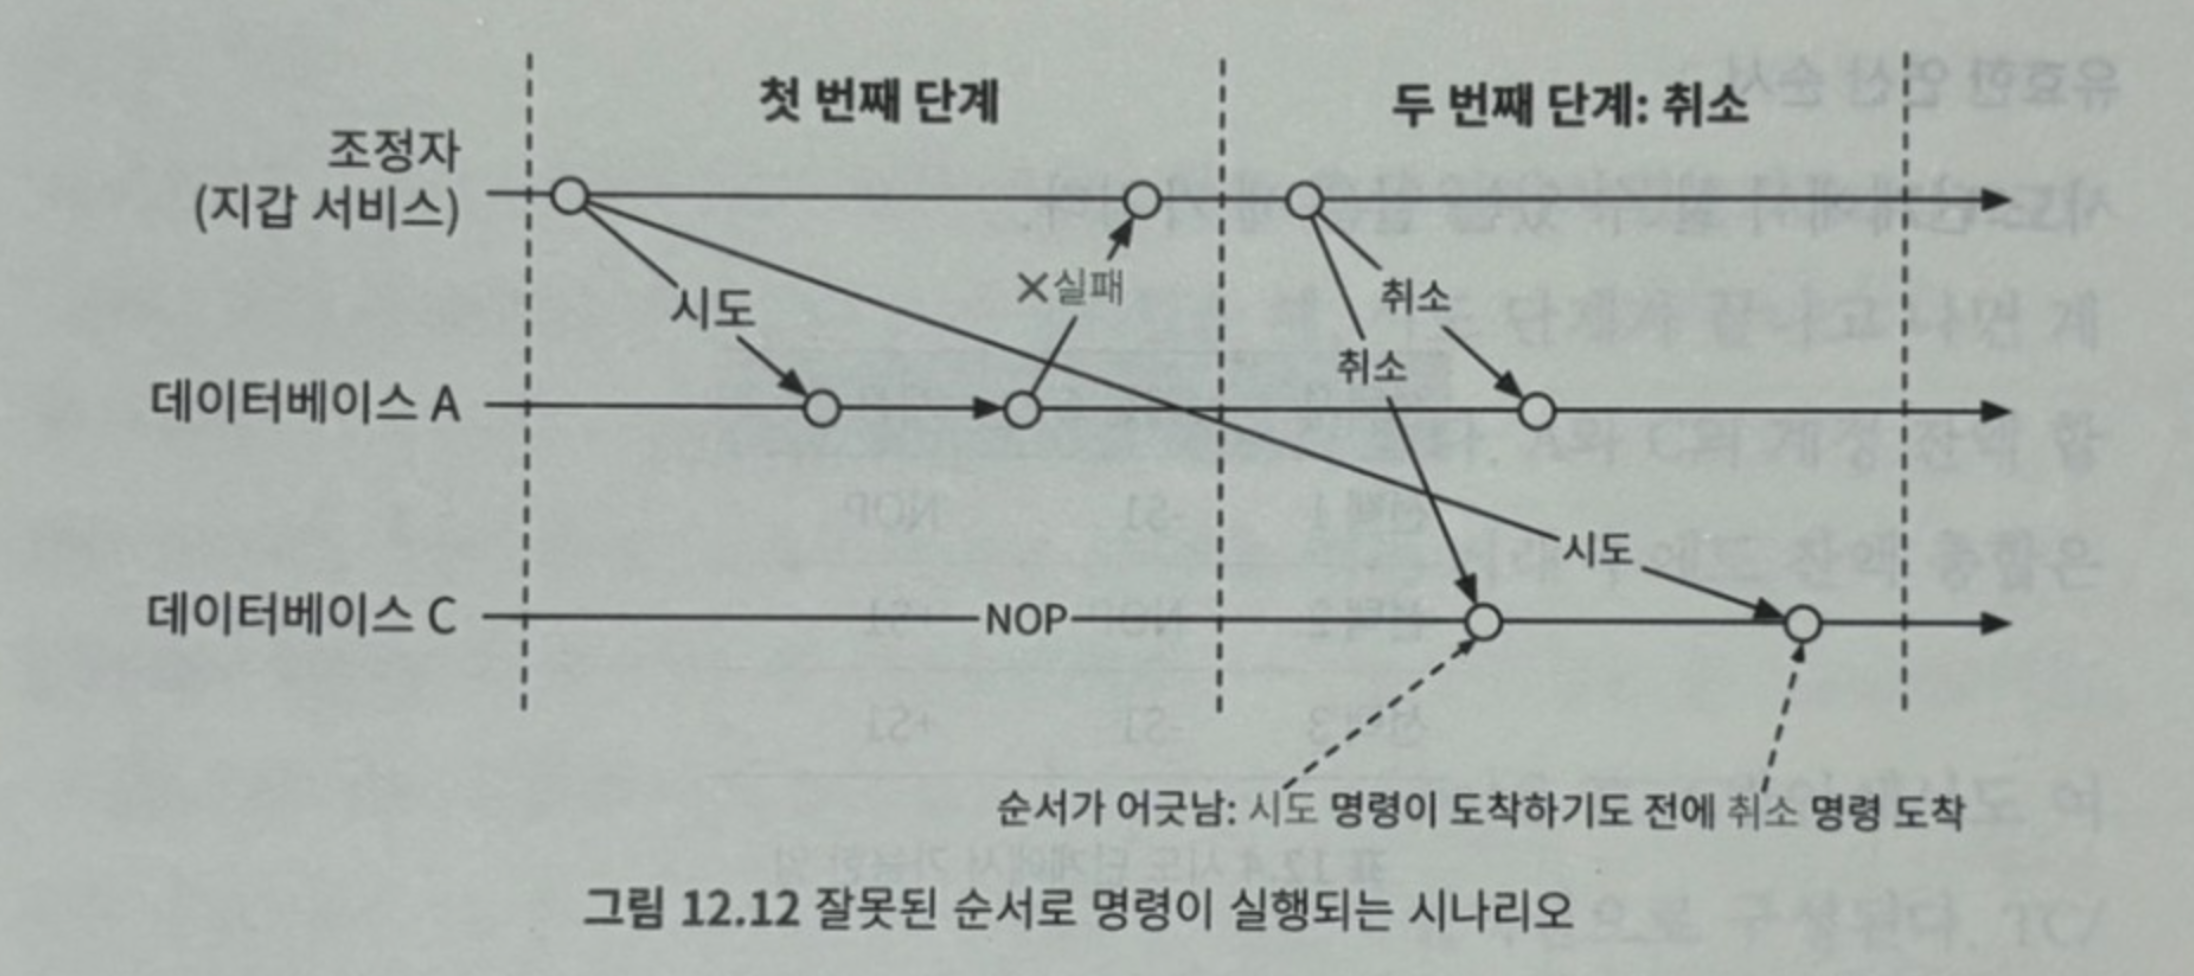 첫 번째 단계
두 번째 단계: 취소
조정자
(지갑 서비스)
시도
×실패
취소
취소
데이터베이스 A
시도
데이터베이스 C
NOP
순서가 어긋남: 시도 명령이 도착하기도 전에 취소 명령 도착
그림 12.12 잘못된 순서로 명령이 실행되는 시나리오